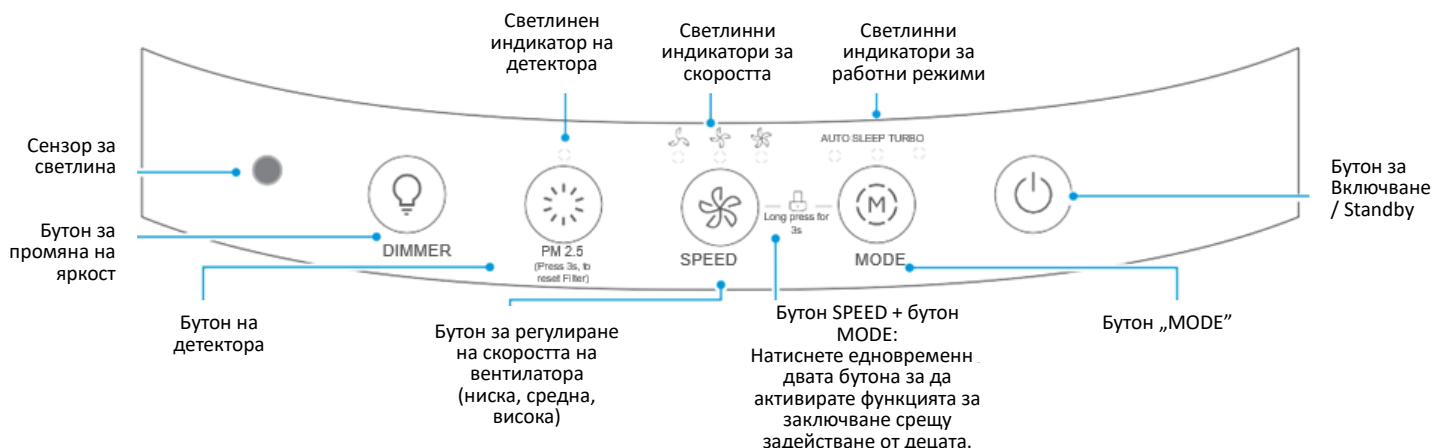 Светлинен
индикатор на
детектора
Светлинни
индикатори за
скоростта
Светлинни
индикатори за
работни режими
AUTO SLEEP TURBO
Сензор за
светлина
Бутон за
Включване
/ Standby
M
Long press for
3s
Бутон за
промяна на
яркост
DIMMER
PM 2.5
(Press 3s, to
reset Filter)
SPEED
MODE
Бутон на
детектора
Бутон за регулиране
на скоростта на
вентилатора
(ниска, средна,
висока)
Бутон SPEED + бутон
MODE:
Натиснете едновременн
двата бутона за да
активирате функцията за
заключване срещу
задействане от децата.
Бутон „MODE”